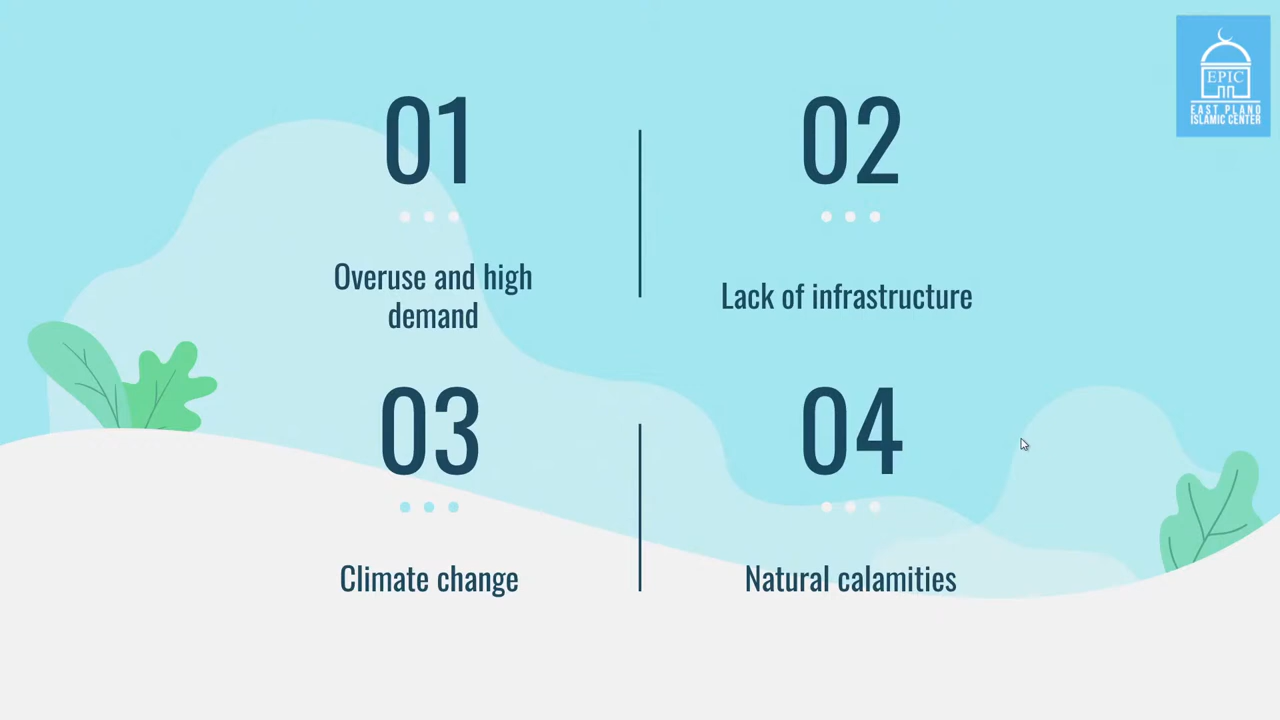 EPIC
EAST PLANO
ISLAMIC CENTER
01
02
Overuse and high
demand
Lack of infrastructure
03
04
Climate change
Natural calamities